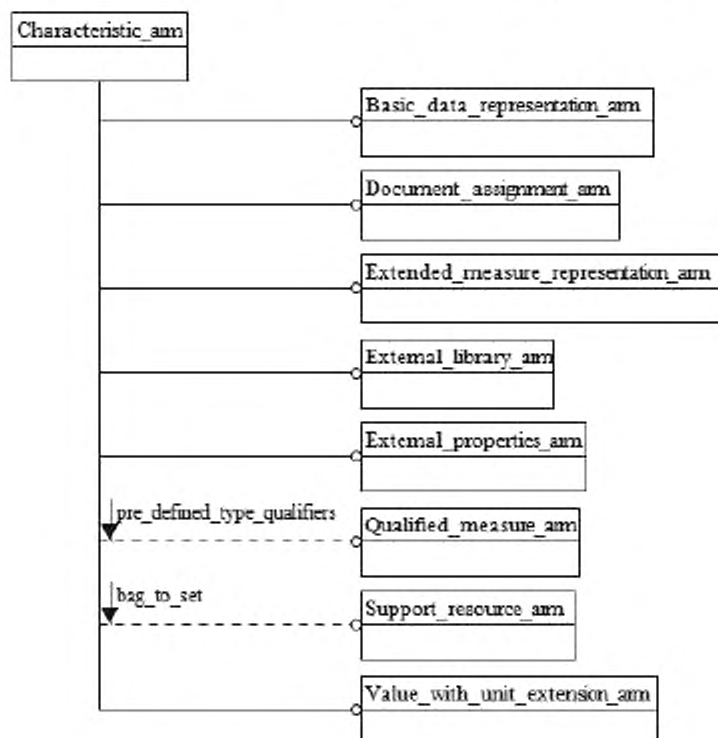 Characteristic_arm
Basic_data_representation_arm
Document_assignment_arm
Extended_measure_representation_arm
External_library_arm
External_properties_arm
pre_defined_type_qualifiers
Qualified_measure_arm
bag_to_set
Support_resource_arm
Value_with_unit_extension_arm